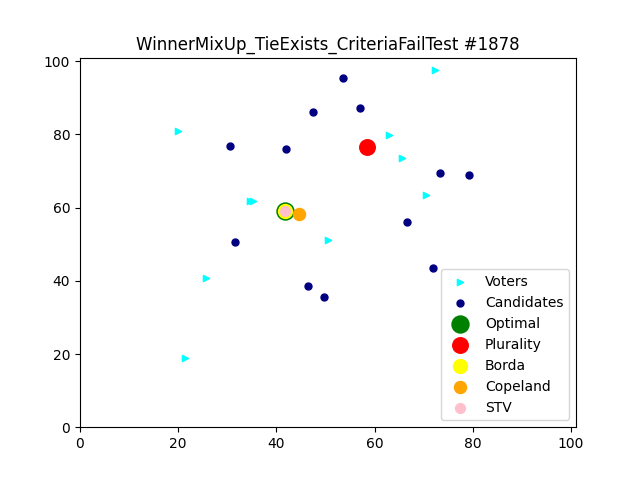 WinnerMixUp_TieExists_CriteriaFailTest #1878
100
80
60
40
20
0
0 20 40 60 80 100
Voters
Candidates
Optimal
Plurality
Borda
Copeland
STV